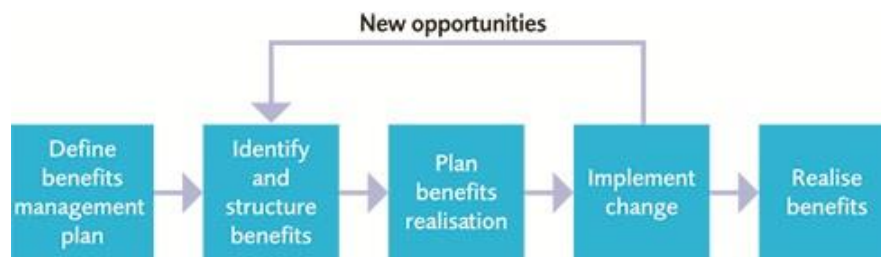 New opportunities
Define
benefits
management
plan
Identify
and
structure
benefits
Plan
benefits
realisation
Implement
change
Realise
benefits